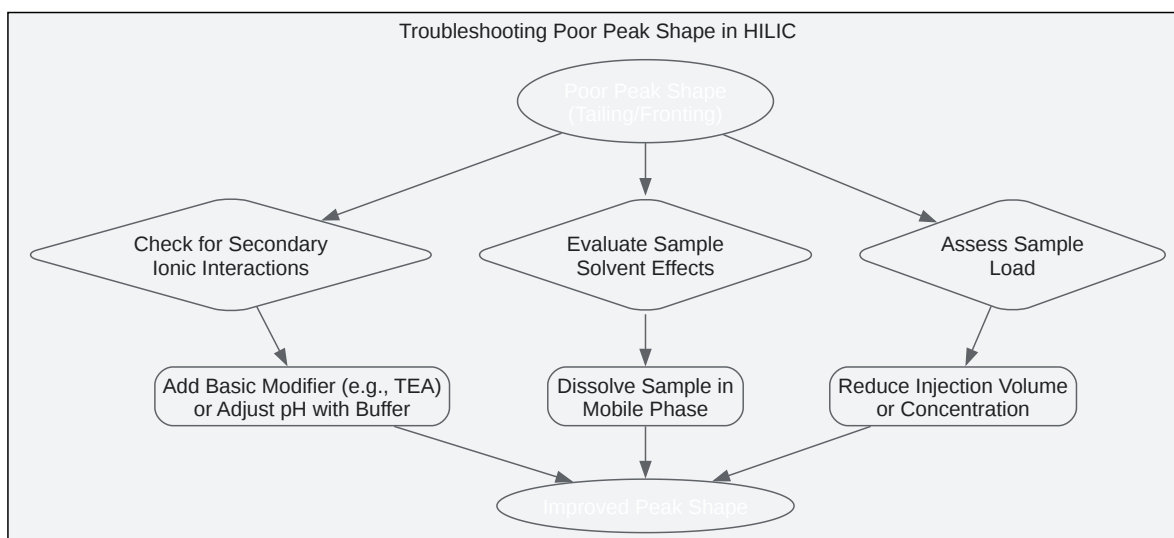 Troubleshooting Poor Peak Shape in HILIC
Poor Peak Shape
(Tailing/Fronting)
Check for Secondary
Ionic Interactions
Evaluate Sample
Solvent Effects
Assess Sample
Load
Add Basic Modifier (e.g., TEA)
or Adjust pH with Buffer
Dissolve Sample in
Mobile Phase
Reduce Injection Volume
or Concentration
Improved Peak Shape